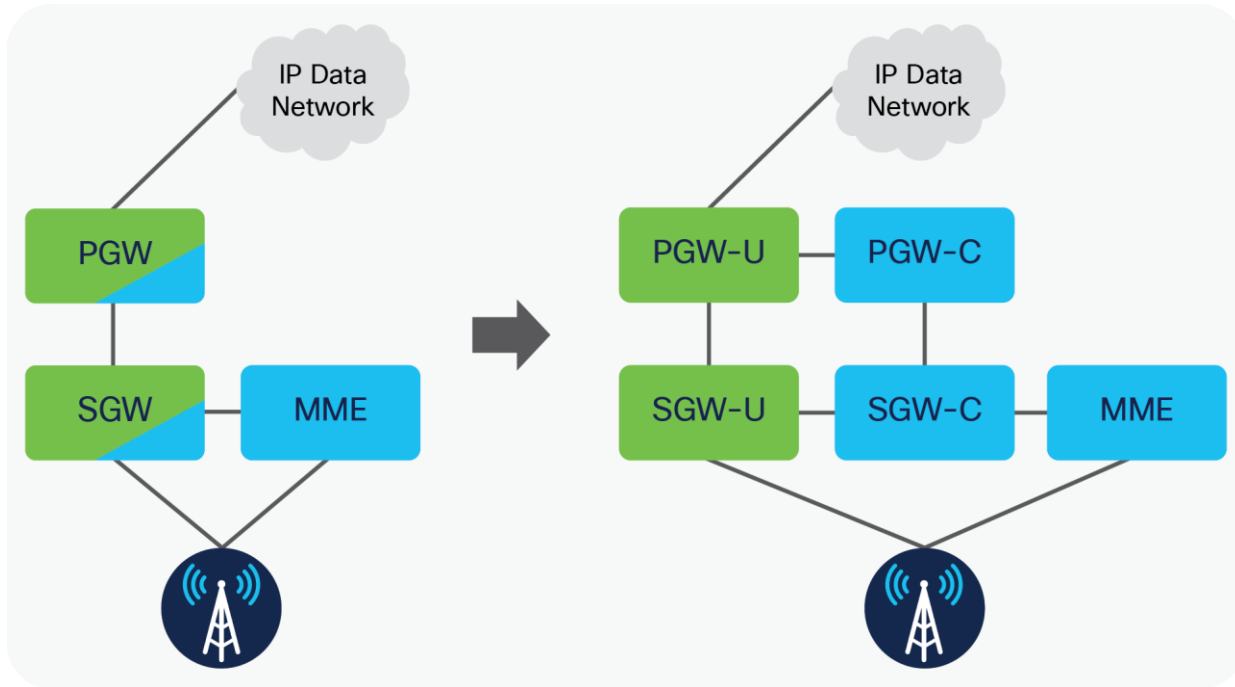 IP Data
Network
PGW
SGW
MME
IP Data
Network
PGW-U
PGW-C
SGW-U
SGW-C
MME